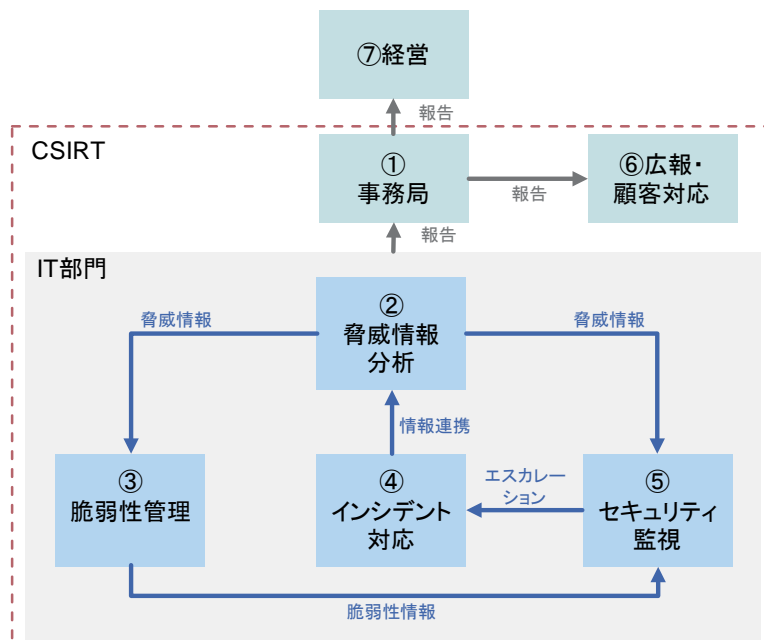 ⑦経営
報告
CSIRT
①
事務局
報告
⑥広報・
顧客対応
報告
IT部門
②
脅威情報
分析
脅威情報
脅威情報
情報連携
③
脆弱性管理
④
インシデント
対応
エスカレー
ション
⑤
セキュリティ
監視
脆弱性情報